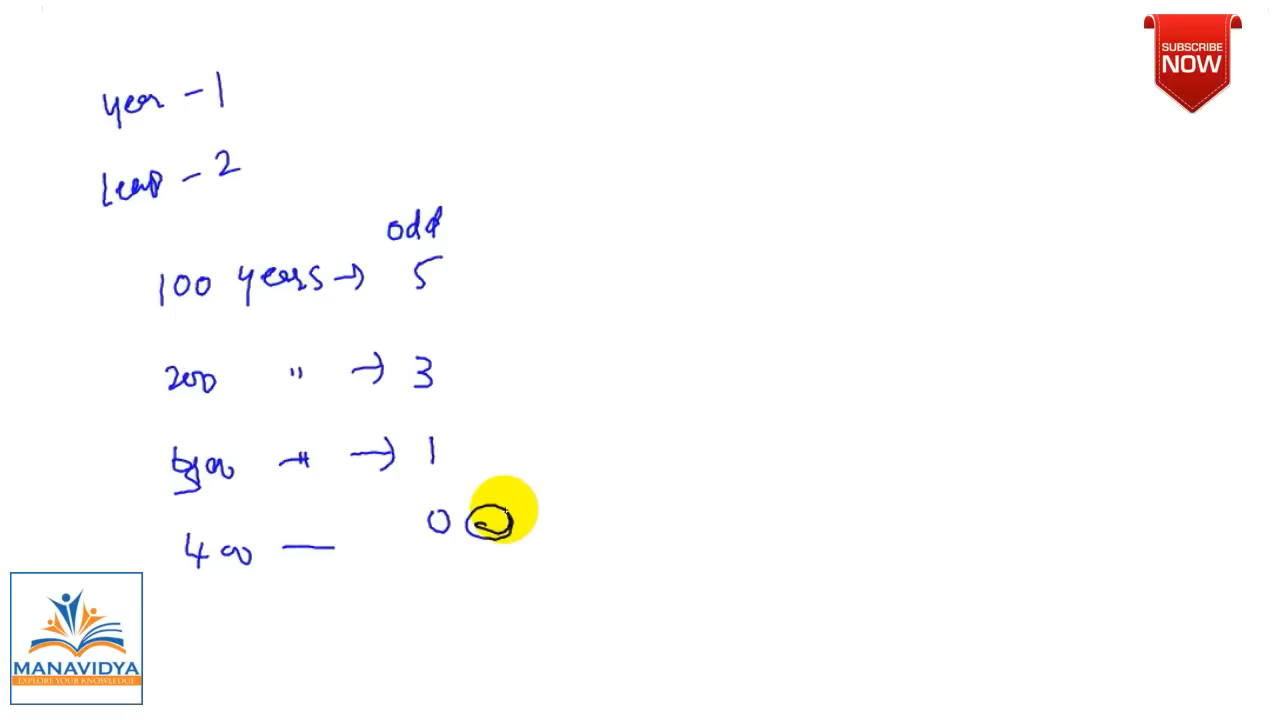 SUBSCRIBE
NOW
year - 1
leap - 2
odd
100 years → 5
200 " → 3
300 " → 1
400 — 0
MANAVIDYA
EXPLORE YOUR KNOWLEDGE